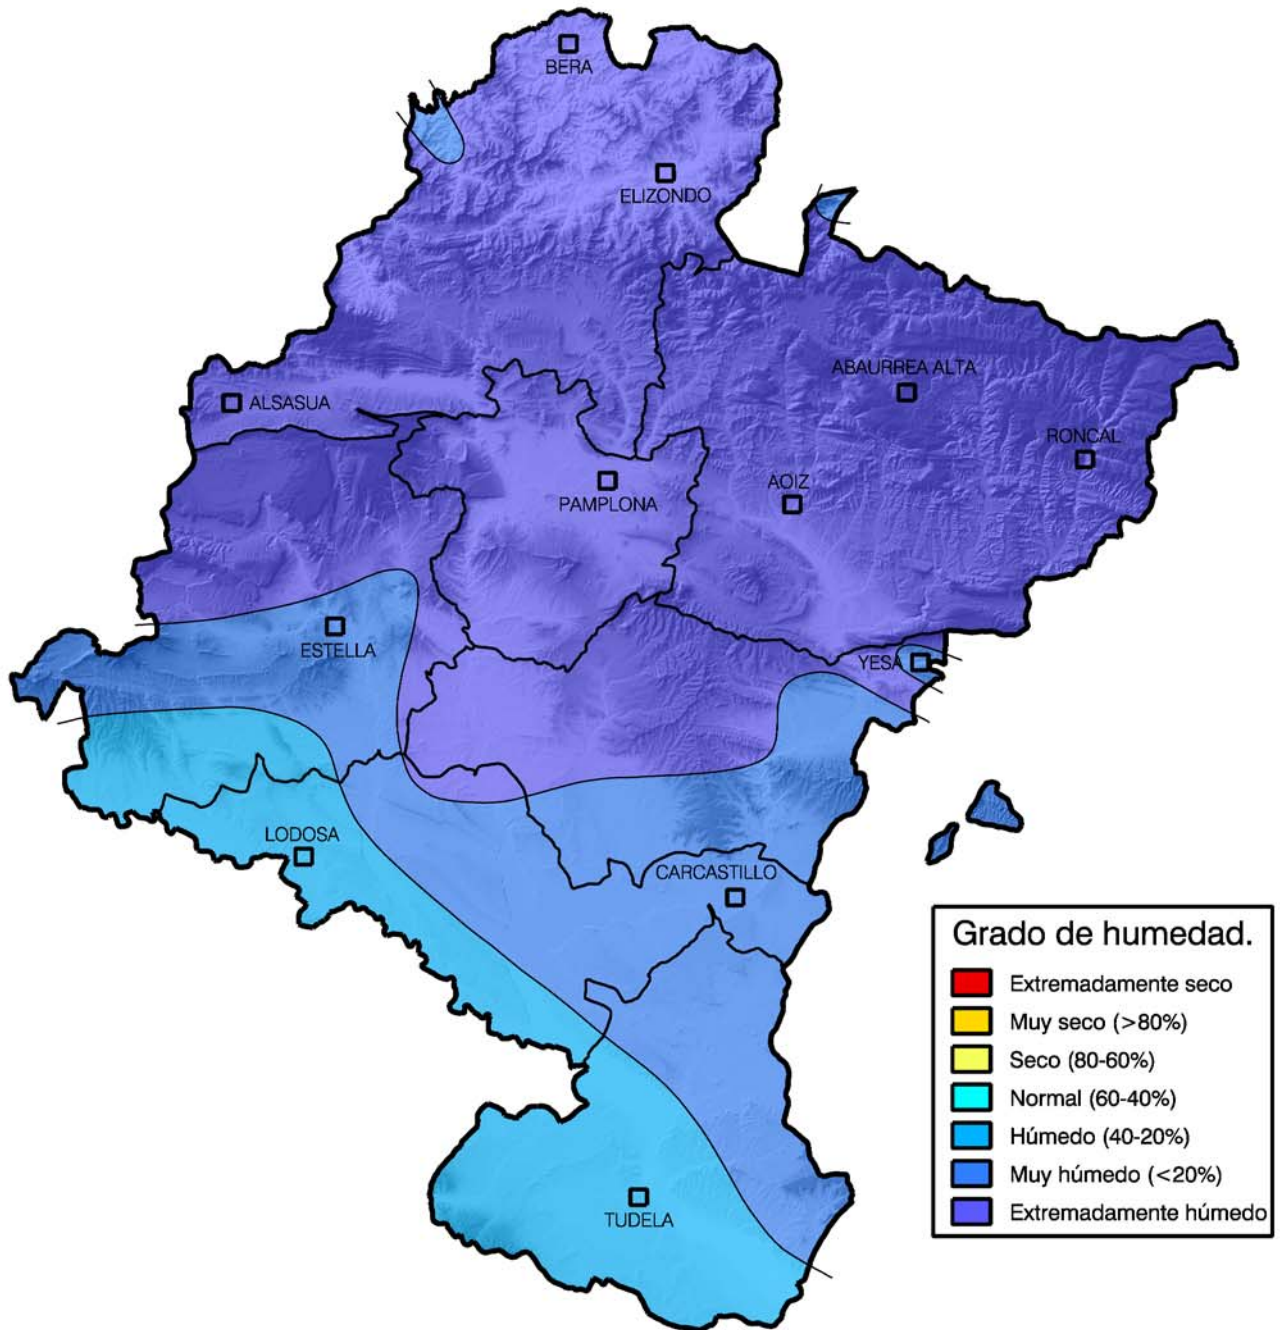 BERA
ELIZONDO
ABAURREA ALTA
ALSASUA
RONCAL
AOIZ
PAMPLONA
ESTELLA
YESA
LODOSA
CARCASTILLO
TUDELA
Grado de humedad.
Extremadamente seco
Muy seco (>80%)
Seco (80-60%)
Normal (60-40%)
Húmedo (40-20%)
Muy húmedo (<20%)
Extremadamente húmedo